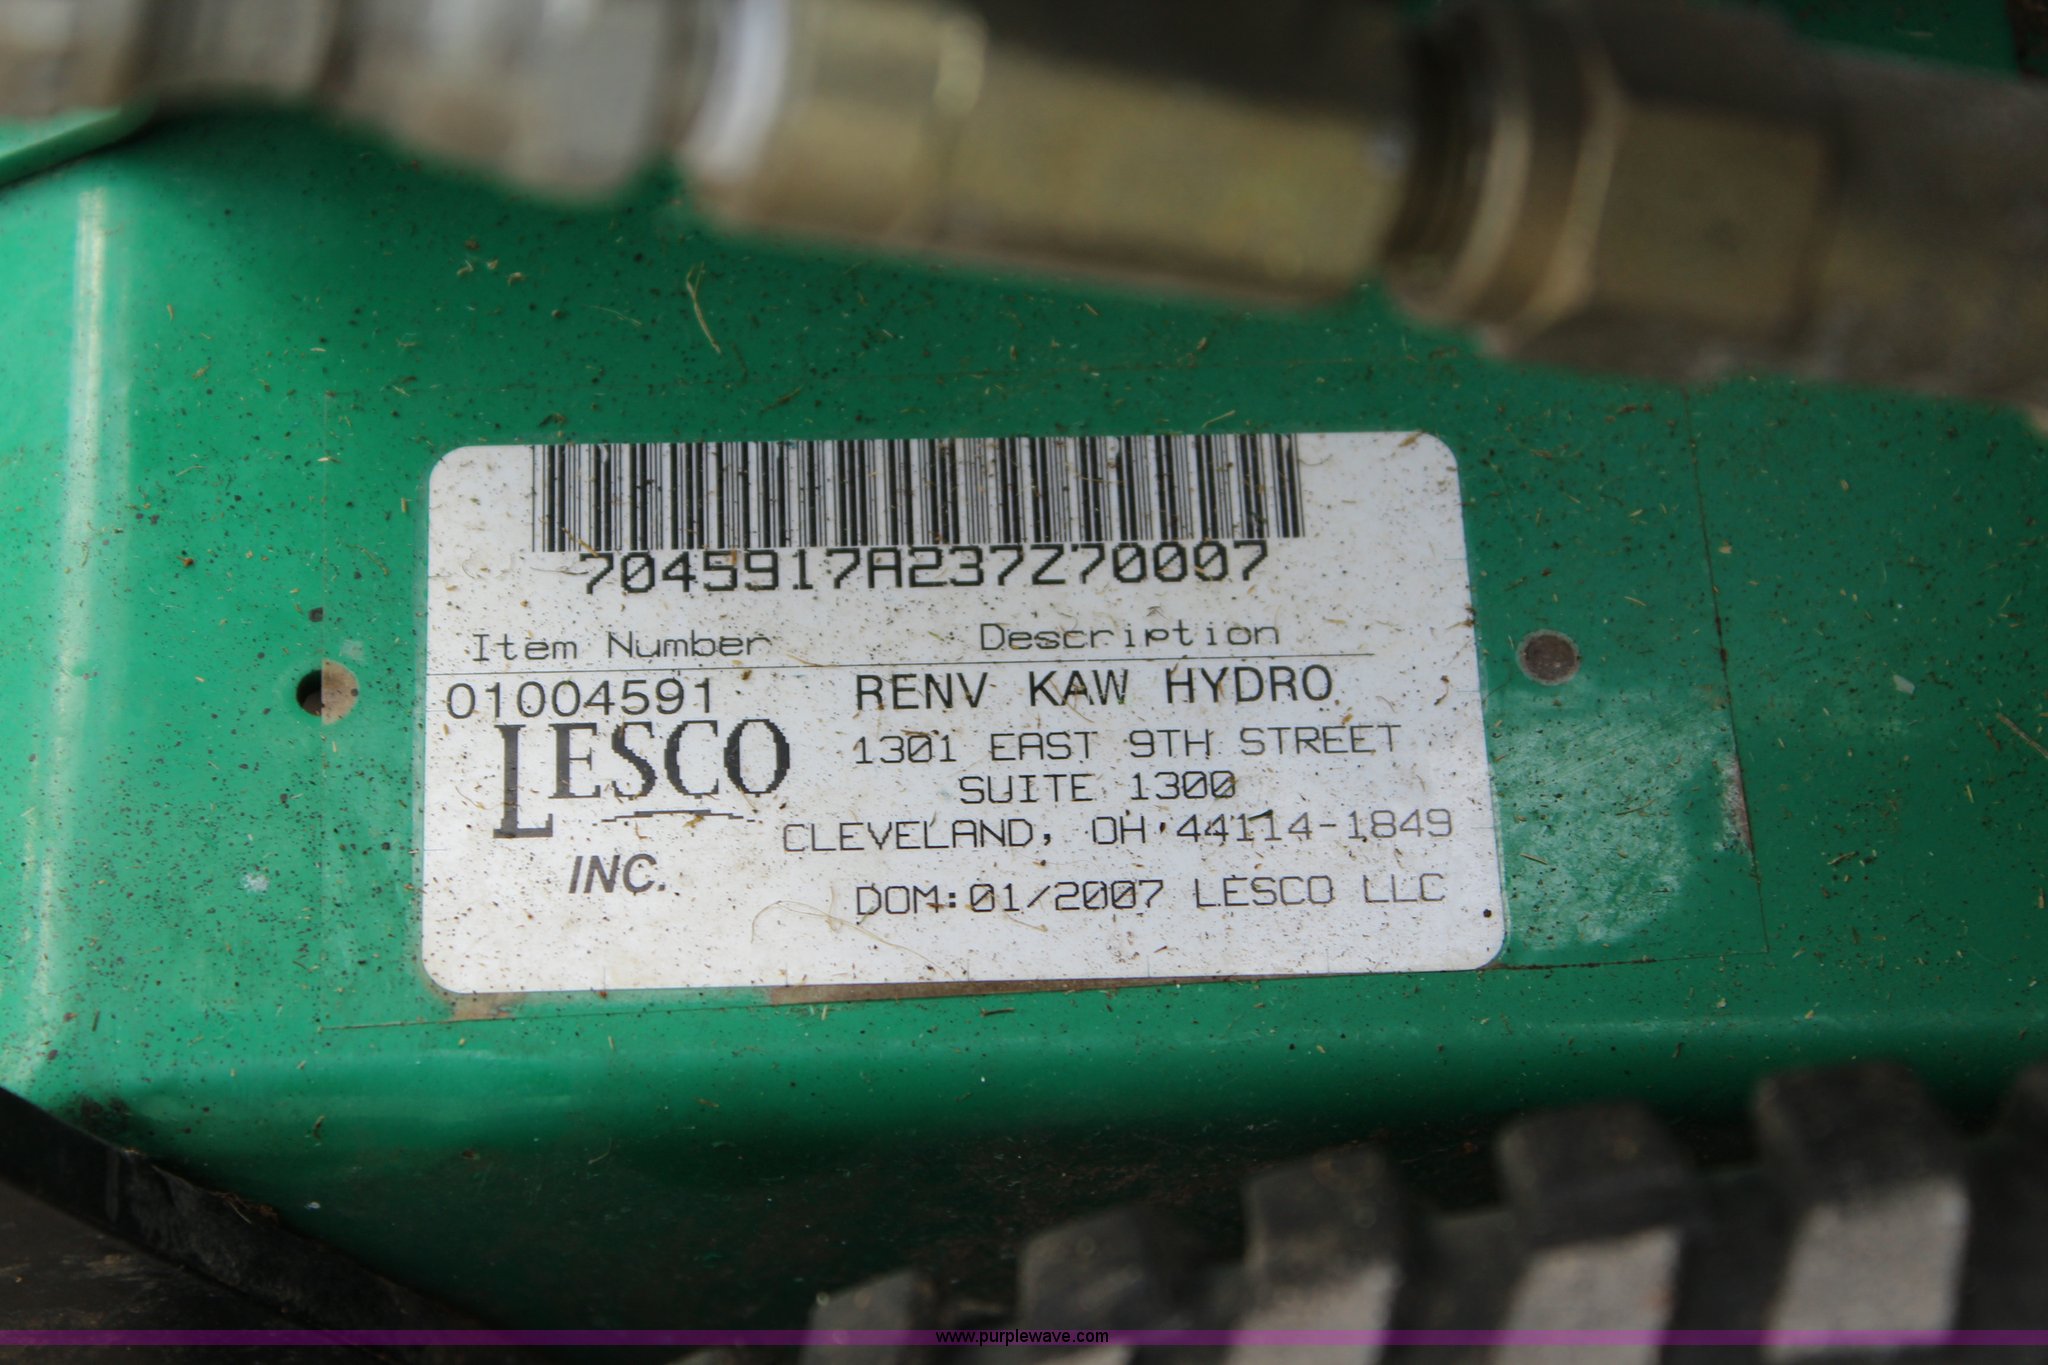 7045917A237Z70007
Item Number Description
01004591 RENV KAW HYDRO
LESCO
INC.
1301 EAST 9TH STREET
SUITE 1300
CLEVELAND, OH 44114-1849
DOM:01/2007 LESCO LLC
www.purplewave.com